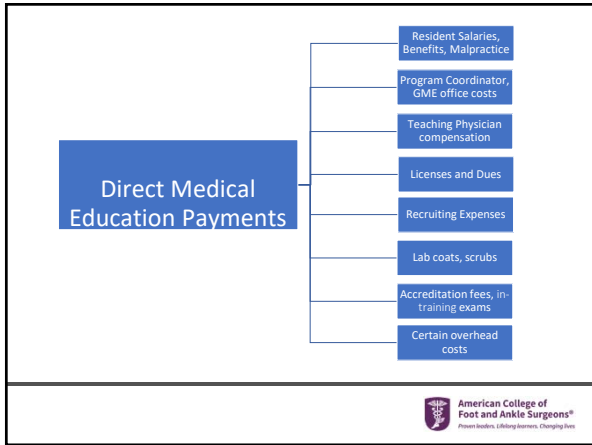 Direct Medical
Education Payments
Resident Salaries,
Benefits, Malpractice
Program Coordinator,
GME office costs
Teaching Physician
compensation
Licenses and Dues
Recruiting Expenses
Lab coats, scrubs
Accreditation fees, in-
training exams
Certain overhead
costs
American College of
Foot and Ankle Surgeons®
Proven leaders. Lifelong learners. Changing lives